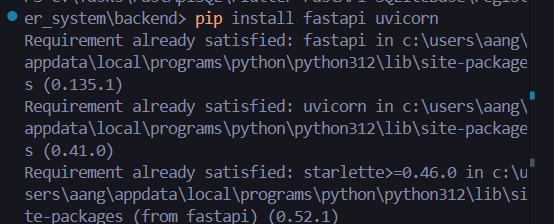 er_system\backend> pip install fastapi uvicorn
Requirement already satisfied: fastapi in c:\users\aang\
appdata\local\programs\python\python312\lib\site-package
s (0.135.1)
Requirement already satisfied: uvicorn in c:\users\aang\
appdata\local\programs\python\python312\lib\site-package
s (0.41.0)
Requirement already satisfied: starlette>=0.46.0 in c:\u
sers\aang\appdata\local\programs\python\python312\lib\si
te-packages (from fastapi) (0.52.1)